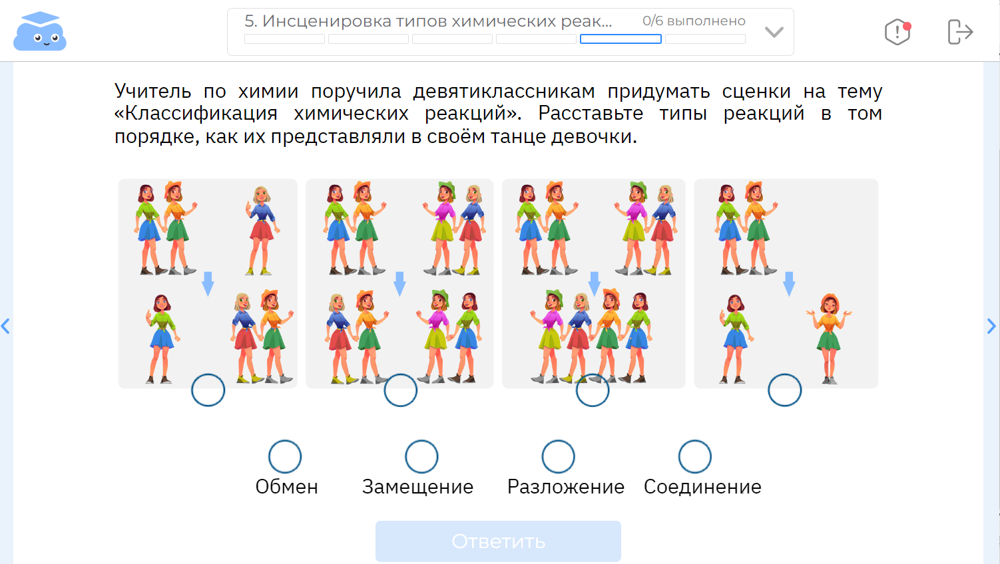 5. Инсценировка типов химических реак...
0/6 выполнено
Учитель по химии поручила девятиклассникам придумать сценки на тему
«Классификация химических реакций». Расставьте типы реакций в том
порядке, как их представляли в своём танце девочки.
Обмен
Замещение
Разложение
Соединение
Ответить